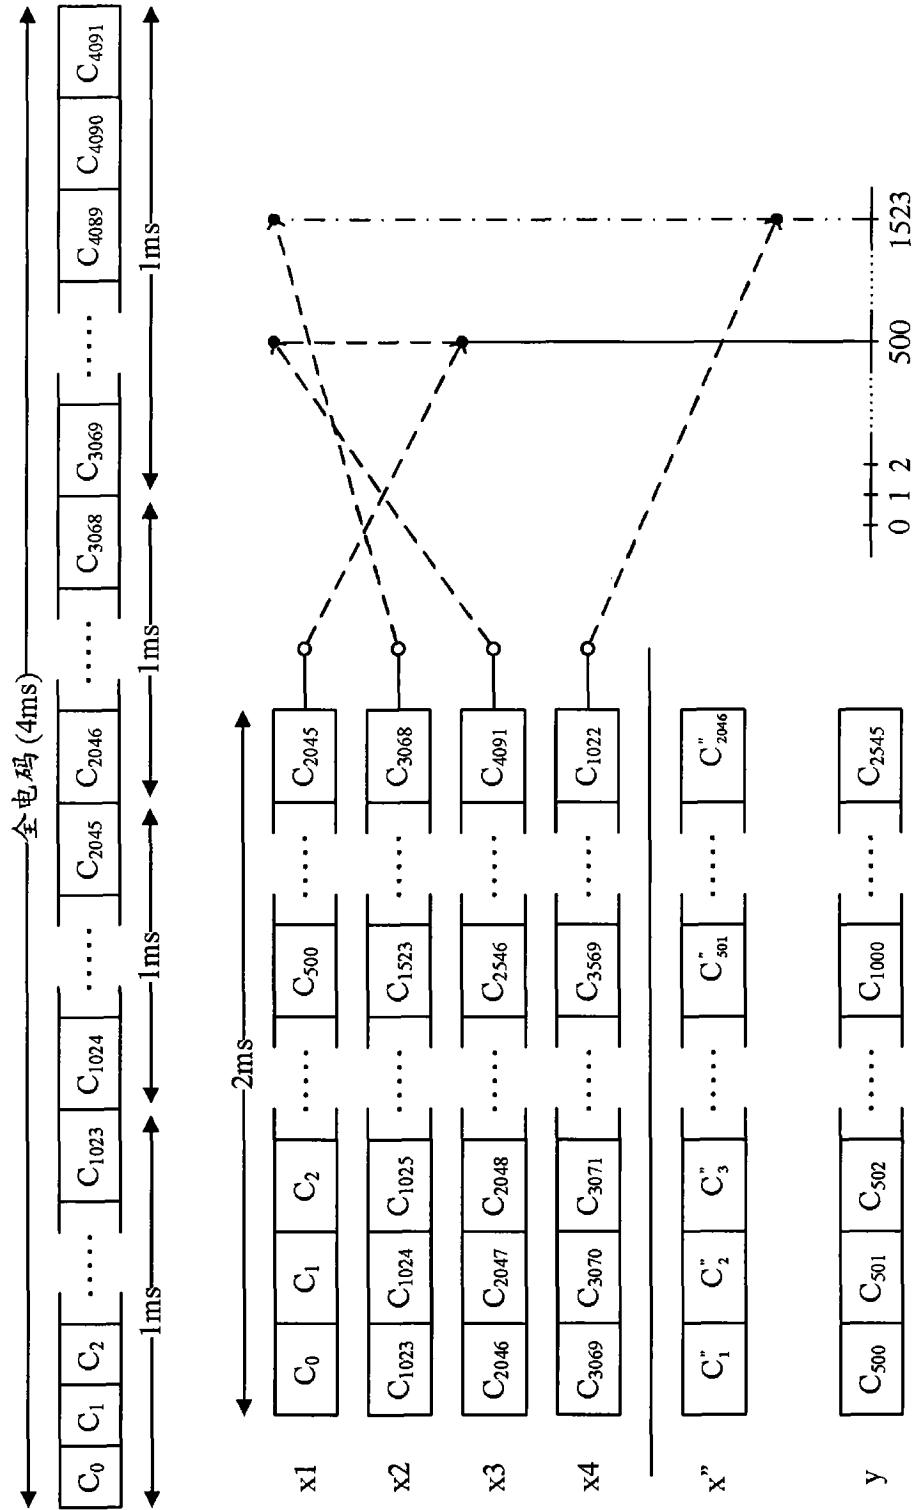 全电码 (4ms)
C0 C1 C2 ····· C1023 C1024 ····· C2045 C2046 ····· C3068 C3069 ····· C4089 C4090 C4091
1ms 1ms 1ms 1ms
2ms
x1 C0 C1 C2 ····· C500 ····· C2045
x2 C1023 C1024 C1025 ····· C1523 ····· C3068
x3 C2046 C2047 C2048 ····· C2546 ····· C4091
x4 C3069 C3070 C3071 ····· C3569 ····· C1022
x" C"1 C"2 C"3 ····· C"501 ····· C"2046
y C500 C501 C502 ····· C1000 ····· C2545
0 1 2 500 1523